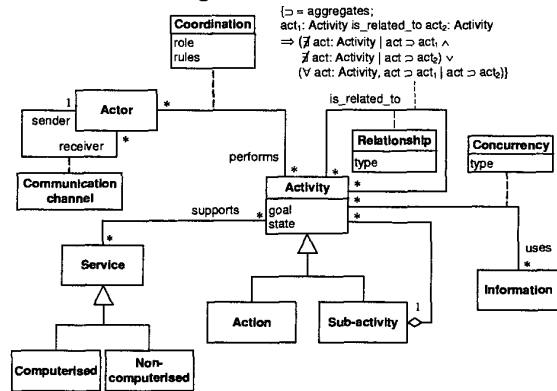 Coordination
role
rules
{⊐ = aggregates;
act₁: Activity is_related_to act₂: Activity
⇒ (∄ act: Activity | act ⊐ act₁ ∧
∄ act: Activity | act ⊐ act₂) ∨
(∀ act: Activity, act ⊐ act₁ | act ⊐ act₂)}
1
Actor
*
sender
receiver
*
is_related_to
Relationship
type
Concurrency
type
Communication
channel
performs
*
*
Activity
*
*
goal
state
supports
*
*
*
Service
uses
*
Information
Action
Sub-activity
1
Computerised
Non-
computerised